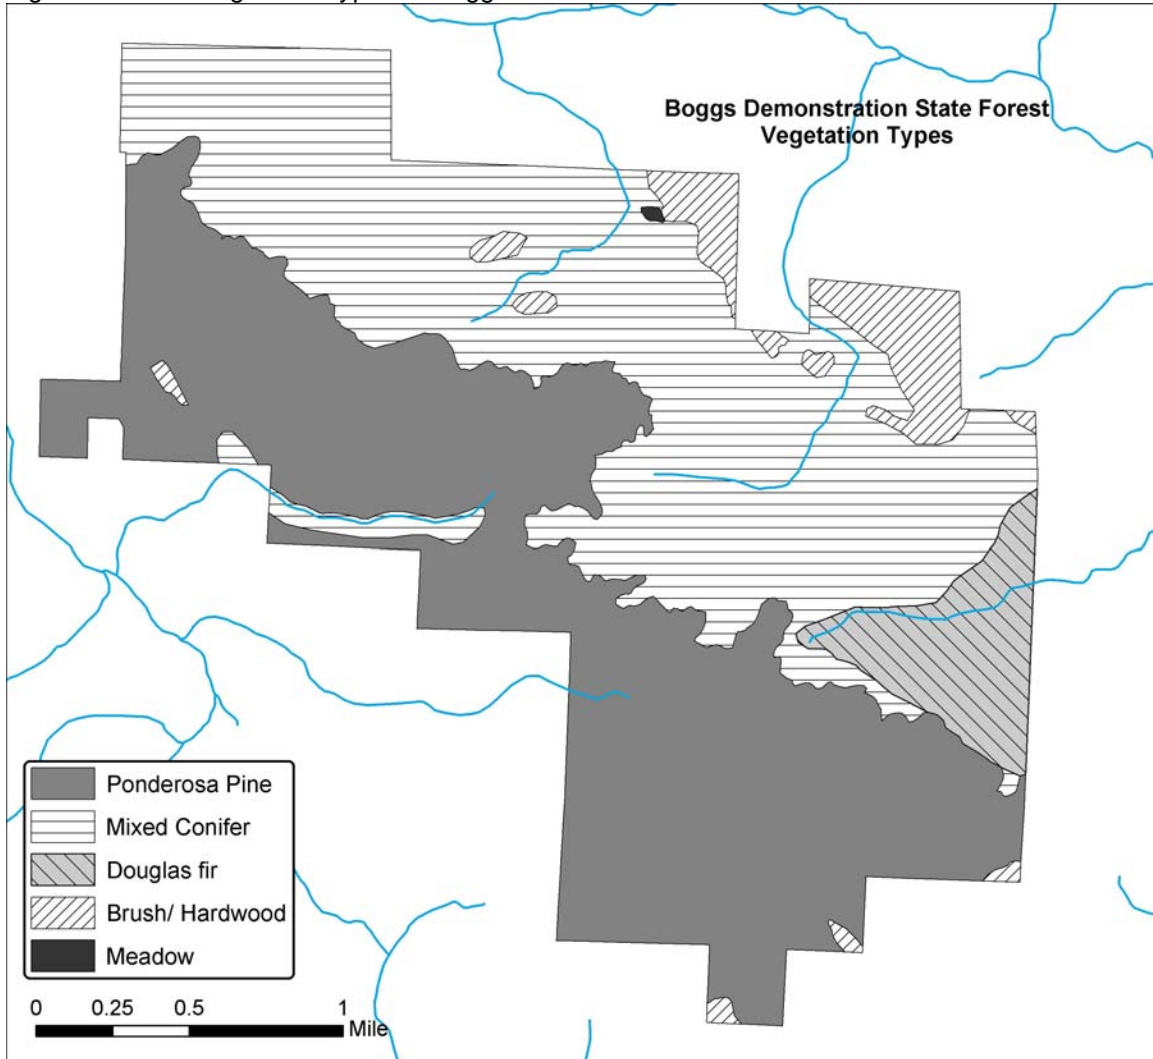 Boggs Demonstration State Forest
Vegetation Types
Ponderosa Pine
Mixed Conifer
Douglas fir
Brush/ Hardwood
Meadow
0 0.25 0.5 1
Mile